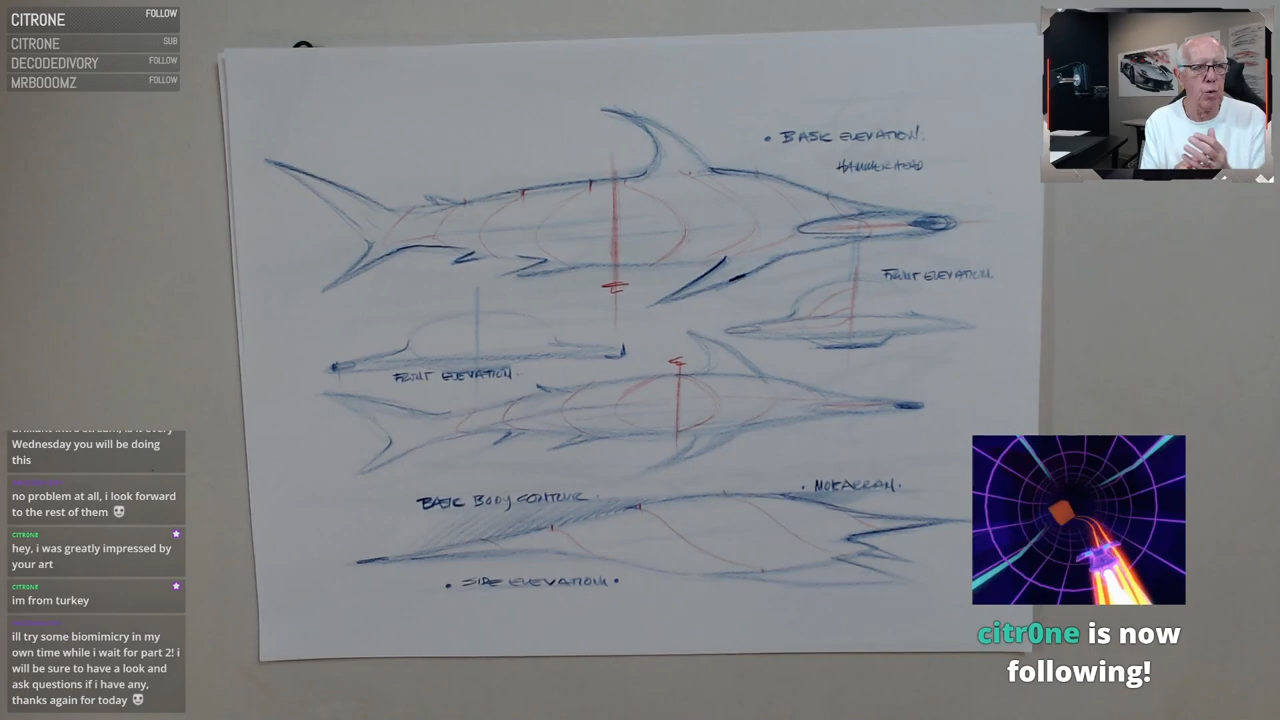 CITRONE FOLLOW
CITRONE SUB
DECODEDIVORY FOLLOW
MRBOOOMZ FOLLOW
• BASIC ELEVATION.
HAMMERHEAD
FRONT ELEVATION
FRONT ELEVATION.
BASIC BODY CONTOUR
• MOKARRAN.
• SIDE ELEVATION •
Wednesday you will be doing
this
no problem at all, i look forward
to the rest of them
CITR0NE
hey, i was greatly impressed by
your art
CITR0NE
im from turkey
ill try some biomimicry in my
own time while i wait for part 2! i
will be sure to have a look and
ask questions if i have any,
thanks again for today
citr0ne is now
following!